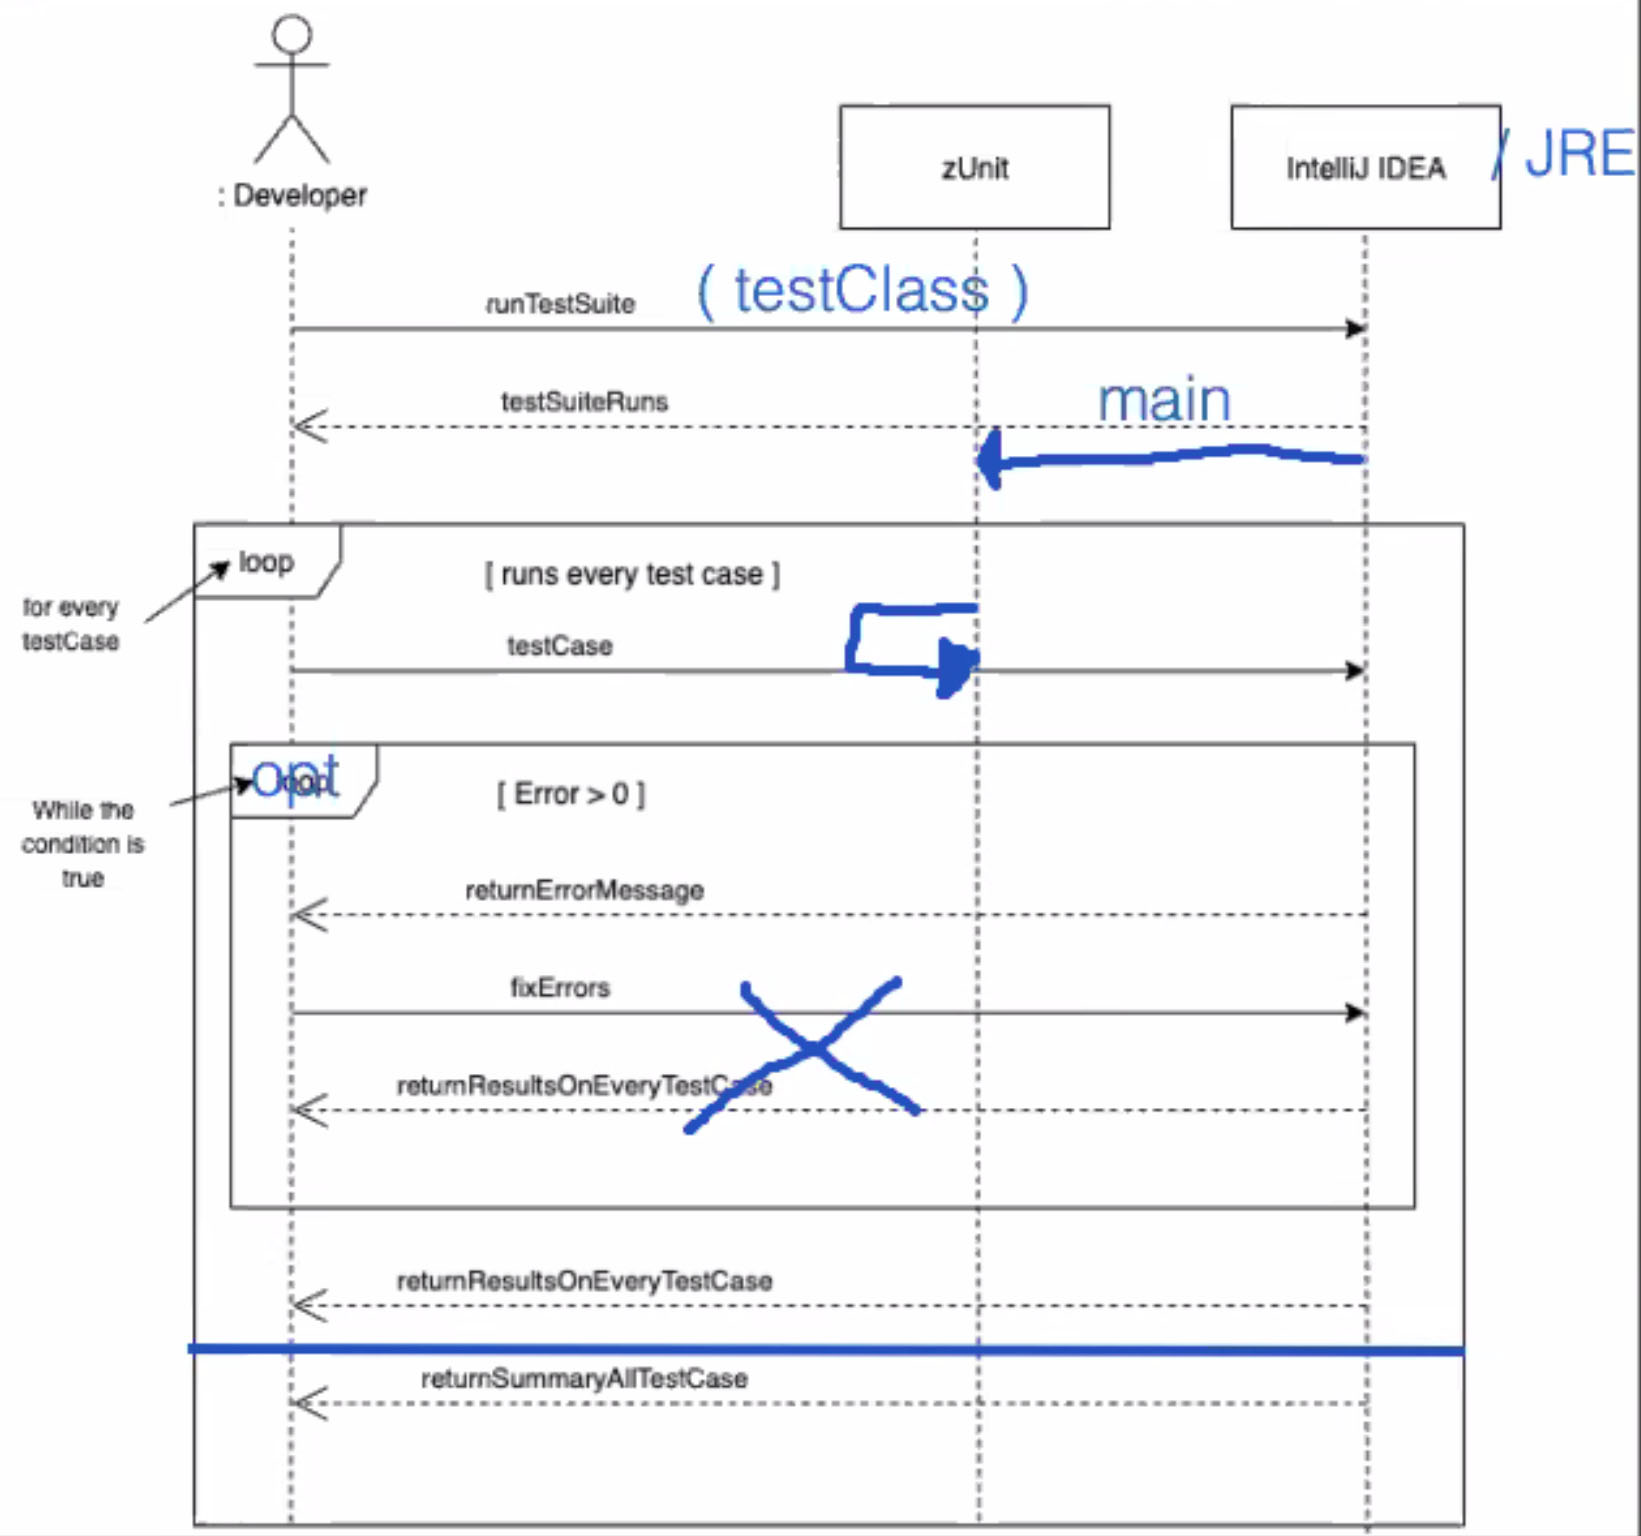 : Developer
zUnit
IntelliJ IDEA / JRE
runTestSuite ( testClass )
testSuiteRuns
main
loop
[ runs every test case ]
for every
testCase
testCase
opt
loop
[ Error > 0 ]
While the
condition is
true
returnErrorMessage
fixErrors
returnResultsOnEveryTestCase
returnResultsOnEveryTestCase
returnSummaryAllTestCase